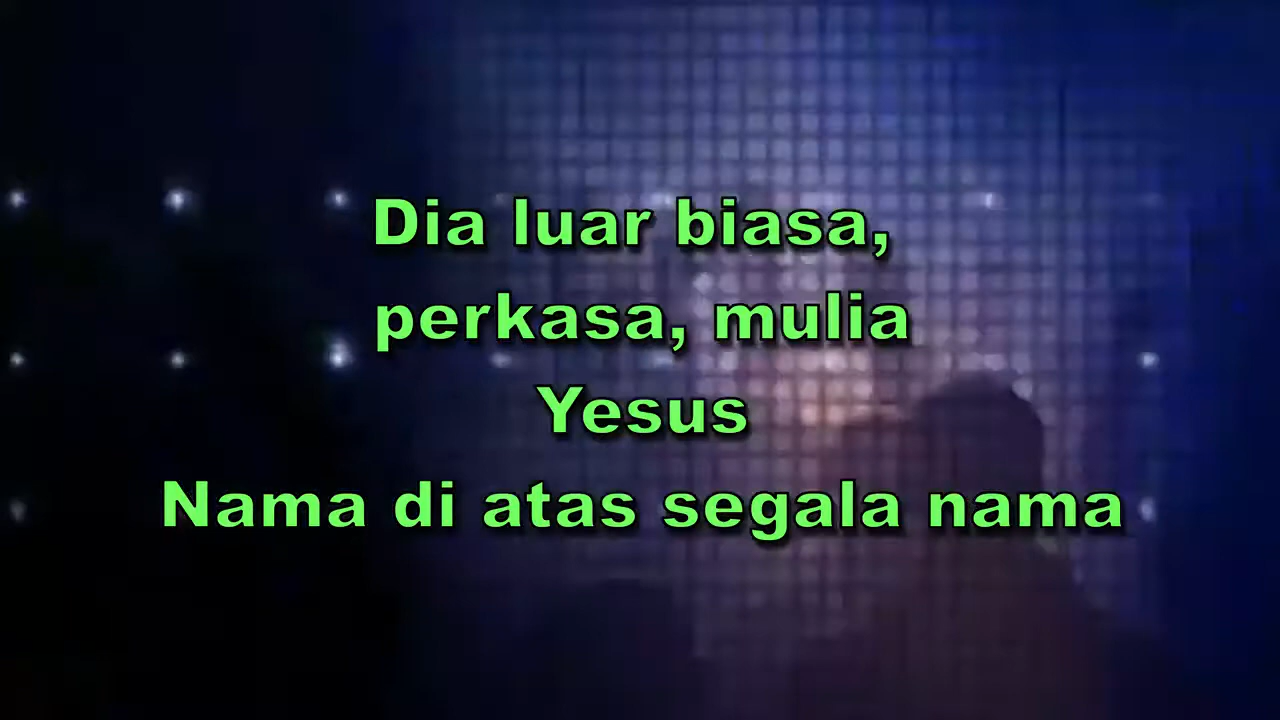 Dia luar biasa,
perkasa, mulia
Yesus
Nama di atas segala nama